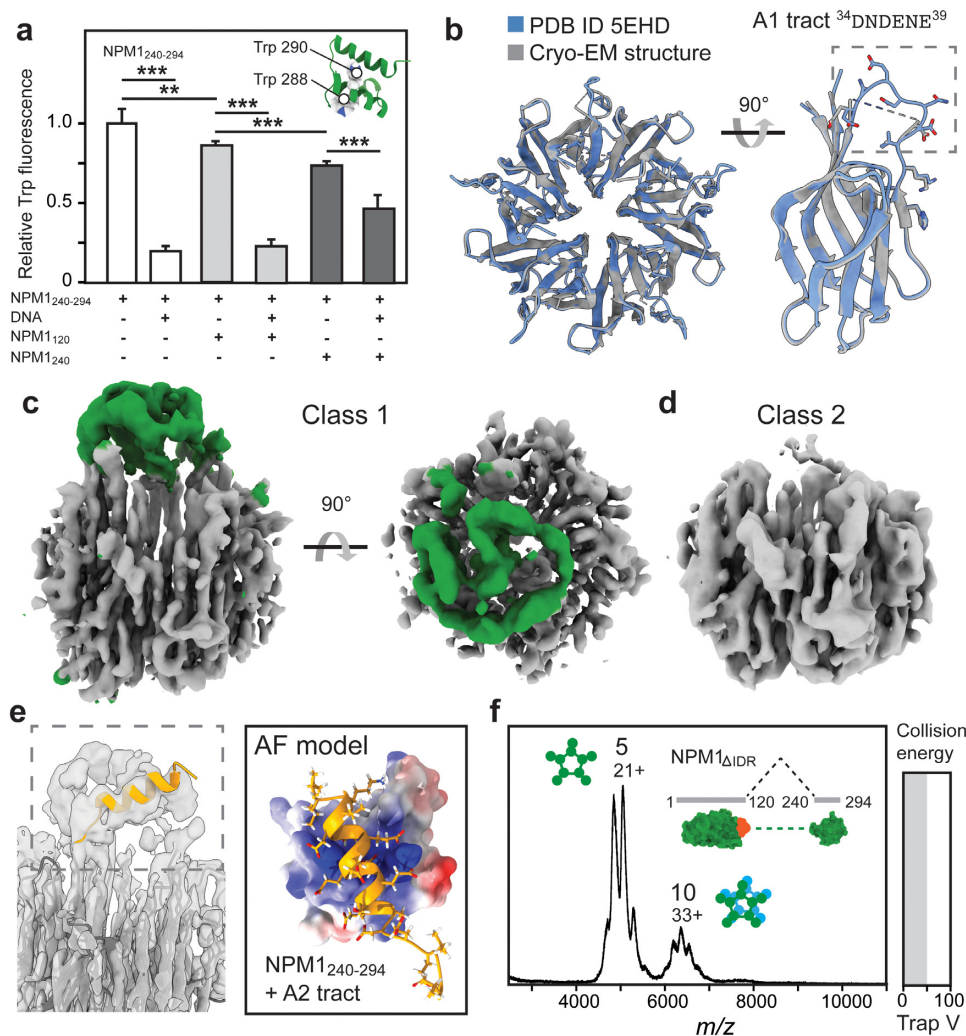 a
NPM1240-294
Trp 290
Trp 288
***
**
***
***
***
Relative Trp fluorescence
1.0
0.5
0
NPM1240-294 + + + + + +
DNA - + - + - +
NPM1120 - - + + - -
NPM1240 - - - - + +
b
PDB ID 5EHD
Cryo-EM structure
A1 tract 34DNDENE39
90°
c
Class 1
90°
d
Class 2
e
AF model
NPM1240-294
+ A2 tract
f
5
21+
NPM1ΔIDR
1 120 240 294
10
33+
4000 6000 8000 10000
m/z
Collision
energy
0 50 100
Trap V